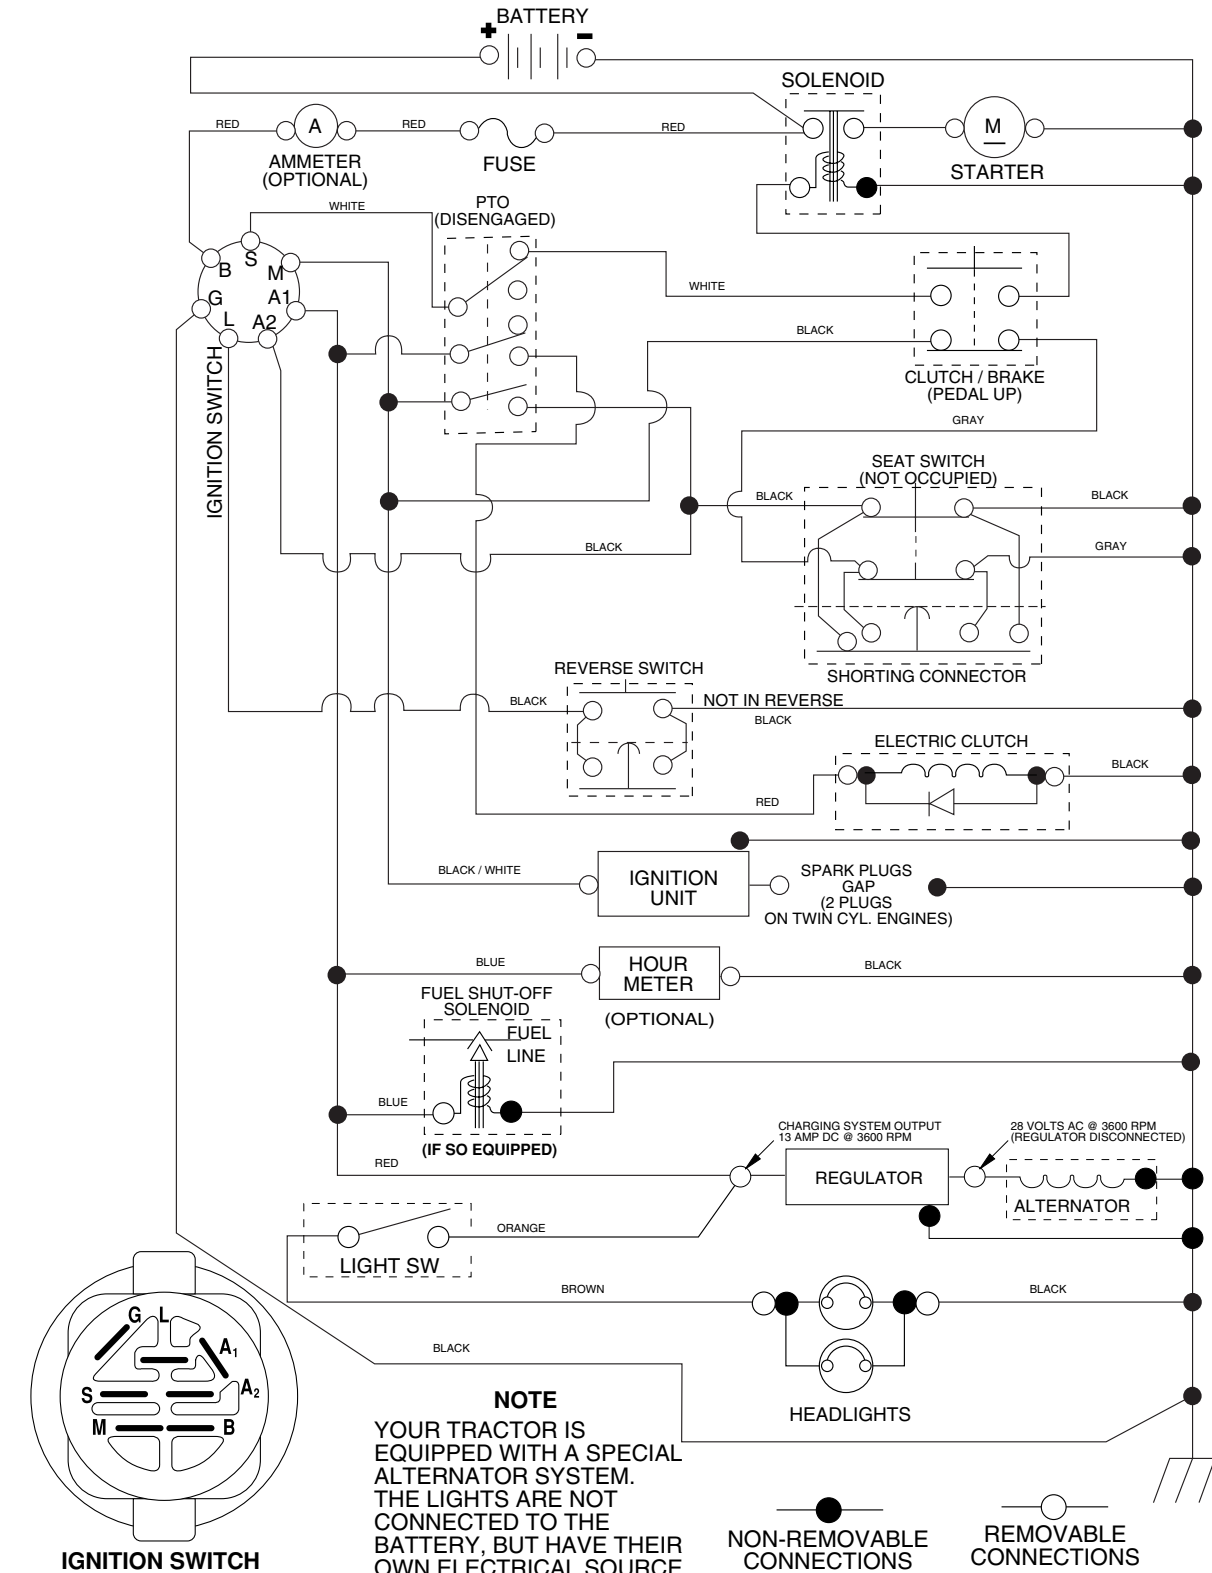 BATTERY
+ -
SOLENOID
RED
A
RED
RED
M
AMMETER
(OPTIONAL)
FUSE
STARTER
WHITE
PTO
(DISENGAGED)
S
B
M
G
A1
L
A2
IGNITION SWITCH
WHITE
BLACK
CLUTCH / BRAKE
(PEDAL UP)
GRAY
SEAT SWITCH
(NOT OCCUPIED)
BLACK
BLACK
BLACK
GRAY
SHORTING CONNECTOR
REVERSE SWITCH
BLACK
NOT IN REVERSE
BLACK
ELECTRIC CLUTCH
BLACK
RED
BLACK / WHITE
IGNITION
UNIT
SPARK PLUGS
GAP
(2 PLUGS
ON TWIN CYL. ENGINES)
BLUE
HOUR
METER
BLACK
(OPTIONAL)
FUEL SHUT-OFF
SOLENOID
FUEL
LINE
BLUE
(IF SO EQUIPPED)
CHARGING SYSTEM OUTPUT
13 AMP DC @ 3600 RPM
28 VOLTS AC @ 3600 RPM
(REGULATOR DISCONNECTED)
RED
REGULATOR
ALTERNATOR
ORANGE
LIGHT SW
BROWN
BLACK
G
L
A1
S
A2
M
B
BLACK
HEADLIGHTS
NOTE
YOUR TRACTOR IS
EQUIPPED WITH A SPECIAL
ALTERNATOR SYSTEM.
THE LIGHTS ARE NOT
CONNECTED TO THE
BATTERY, BUT HAVE THEIR
OWN ELECTRICAL SOURCE
IGNITION SWITCH
NON-REMOVABLE
CONNECTIONS
REMOVABLE
CONNECTIONS